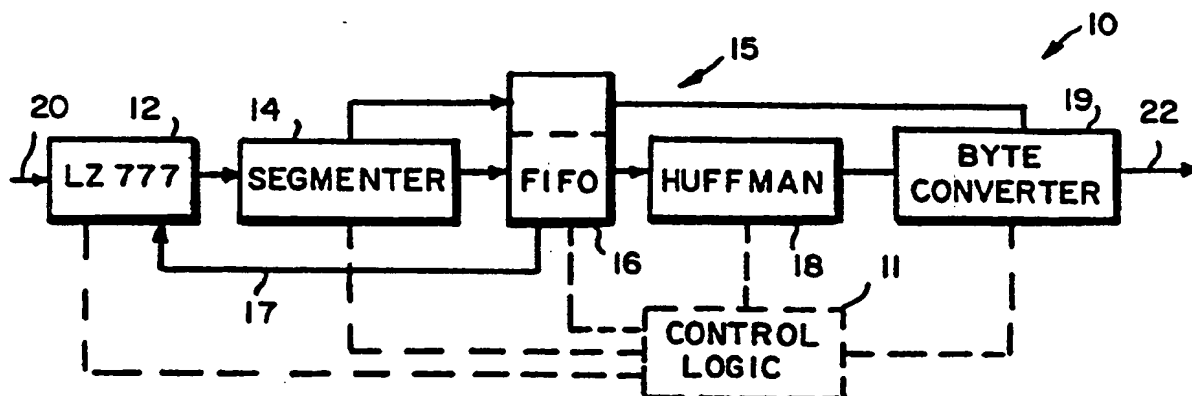 10
15
20
12
14
19
22
LZ 777
SEGMENTER
FIFO
HUFFMAN
BYTE
CONVERTER
17
16
18
11
CONTROL
LOGIC